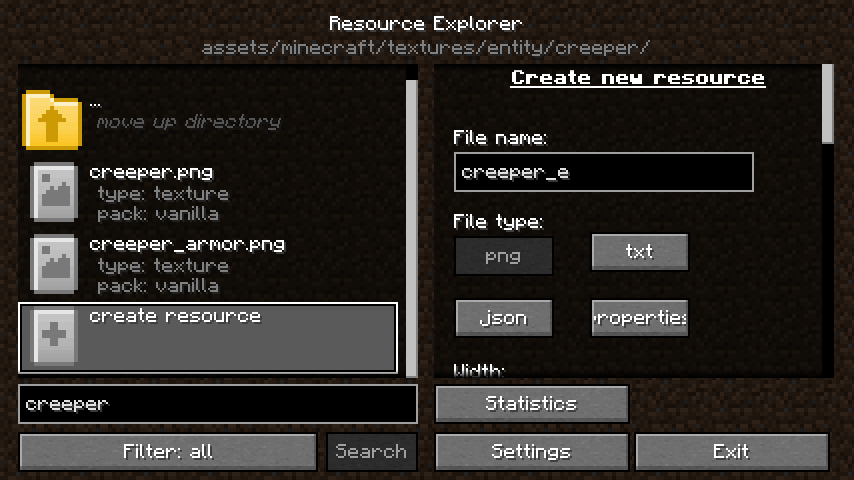 Resource Explorer
assets/minecraft/textures/entity/creeper/
...
move up directory
creeper.png
type: texture
pack: vanilla
creeper_armor.png
type: texture
pack: vanilla
create resource
creeper
Filter: all
Search
Create new resource
File name:
creeper_e
File type:
png
txt
json
properties
Width:
Statistics
Settings
Exit